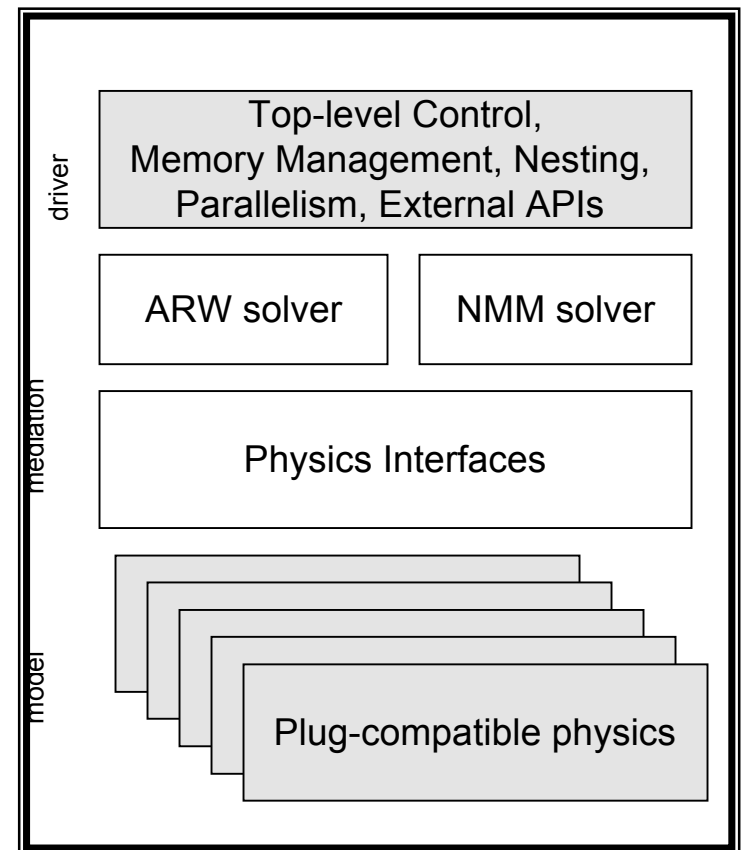 driver
Top-level Control,
Memory Management, Nesting,
Parallelism, External APIs
ARW solver
NMM solver
mediation
Physics Interfaces
model
Plug-compatible physics